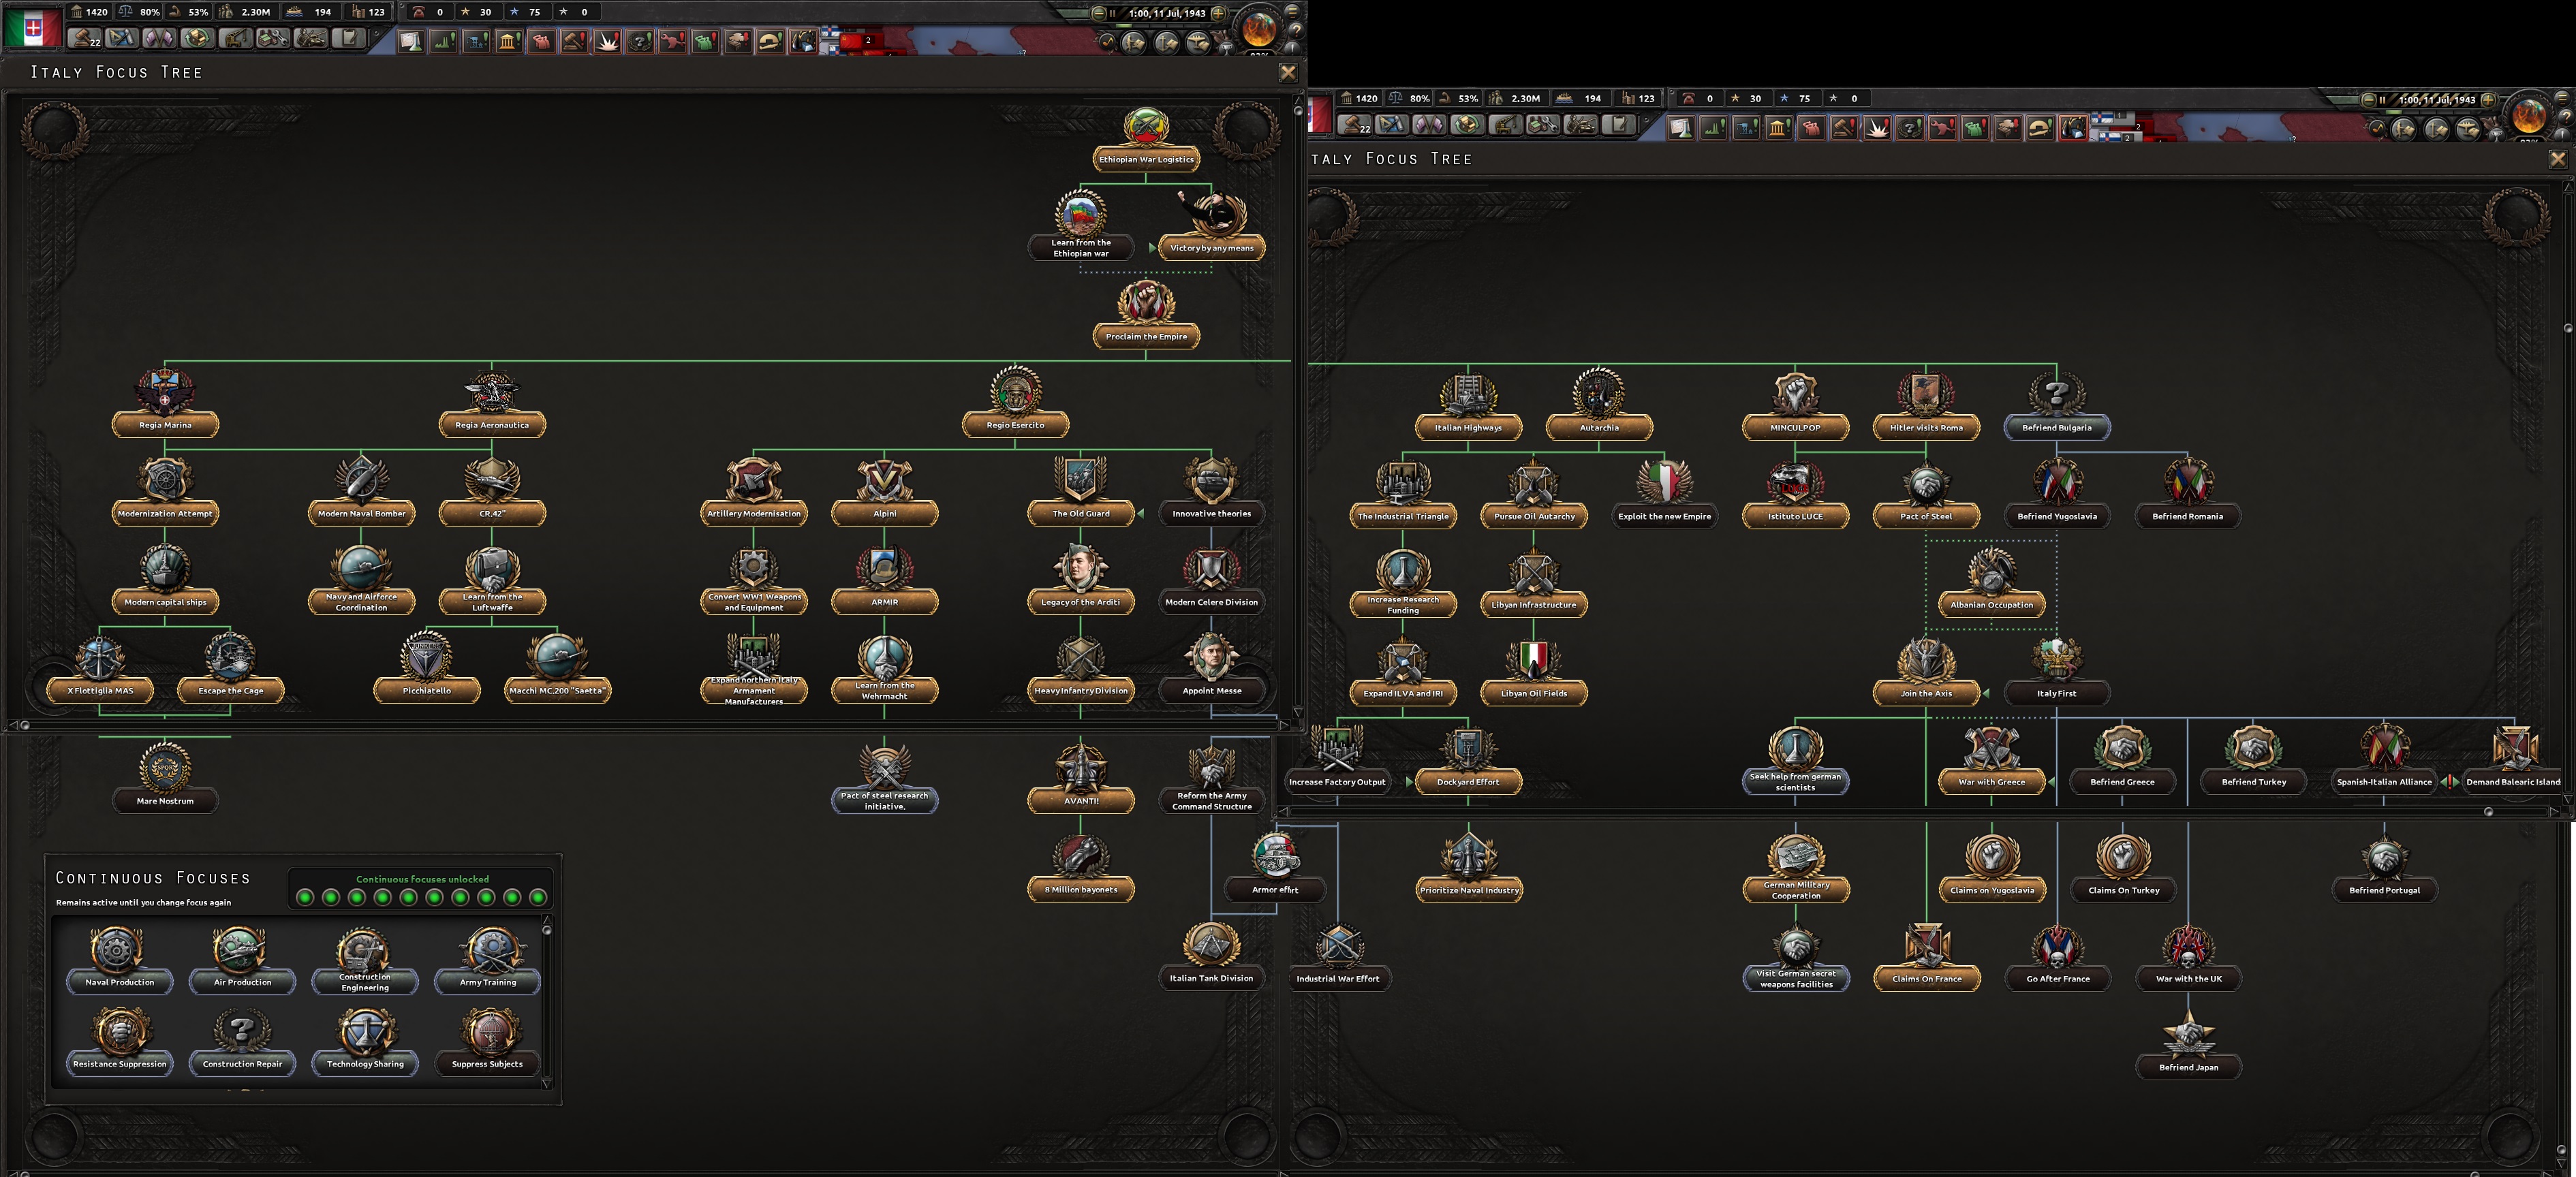 1420 80% 53% 2.30M 194 123 0 30 75 0
1:00, 11 Jul, 1943
22
2
ITALY FOCUS TREE
Ethiopian War Logistics
Learn from the
Ethiopian war
Victory by any means
Proclaim the Empire
Regia Marina
Regia Aeronautica
Regio Esercito
Modernization Attempt
Modern Naval Bomber
CR.42"
Artillery Modernisation
Alpini
The Old Guard
Innovative theories
Modern capital ships
Navy and Airforce
Coordination
Learn from the
Luftwaffe
Convert WW1 Weapons
and Equipment
ARMIR
Legacy of the Arditi
Modern Celere Division
X Flottiglia MAS
Escape the Cage
Picchiatello
Macchi MC.200 "Saetta"
Expand northern Italy
Armament
Manufacturers
Learn from the
Wehrmacht
Heavy Infantry Division
Appoint Messe
Mare Nostrum
Pact of steel research
initiative.
AVANTI!
Reform the Army
Command Structure
8 Million bayonets
Armor effrt
Italian Tank Division
Industrial War Effort
CONTINUOUS FOCUSES
Remains active until you change focus again
Continuous focuses unlocked
Naval Production
Air Production
Construction
Engineering
Army Training
Resistance Suppression
Construction Repair
Technology Sharing
Suppress Subjects
1420 80% 53% 2.30M 194 123 0 30 75 0
1:00, 11 Jul, 1943
22
2
TALY FOCUS TREE
Italian Highways
Autarchia
MINCULPOP
Hitler visits Roma
Befriend Bulgaria
The Industrial Triangle
Pursue Oil Autarchy
Exploit the new Empire
Istituto LUCE
Pact of Steel
Befriend Yugoslavia
Befriend Romania
Increase Research
Funding
Libyan Infrastructure
Albanian Occupation
Expand ILVA and IRI
Libyan Oil Fields
Join the Axis
Italy First
Increase Factory Output
Dockyard Effort
Seek help from german
scientists
War with Greece
Befriend Greece
Befriend Turkey
Spanish-Italian Alliance
Demand Balearic Island
Prioritize Naval Industry
German Military
Cooperation
Claims on Yugoslavia
Claims On Turkey
Befriend Portugal
Visit German secret
weapons facilities
Claims On France
Go After France
War with the UK
Befriend Japan